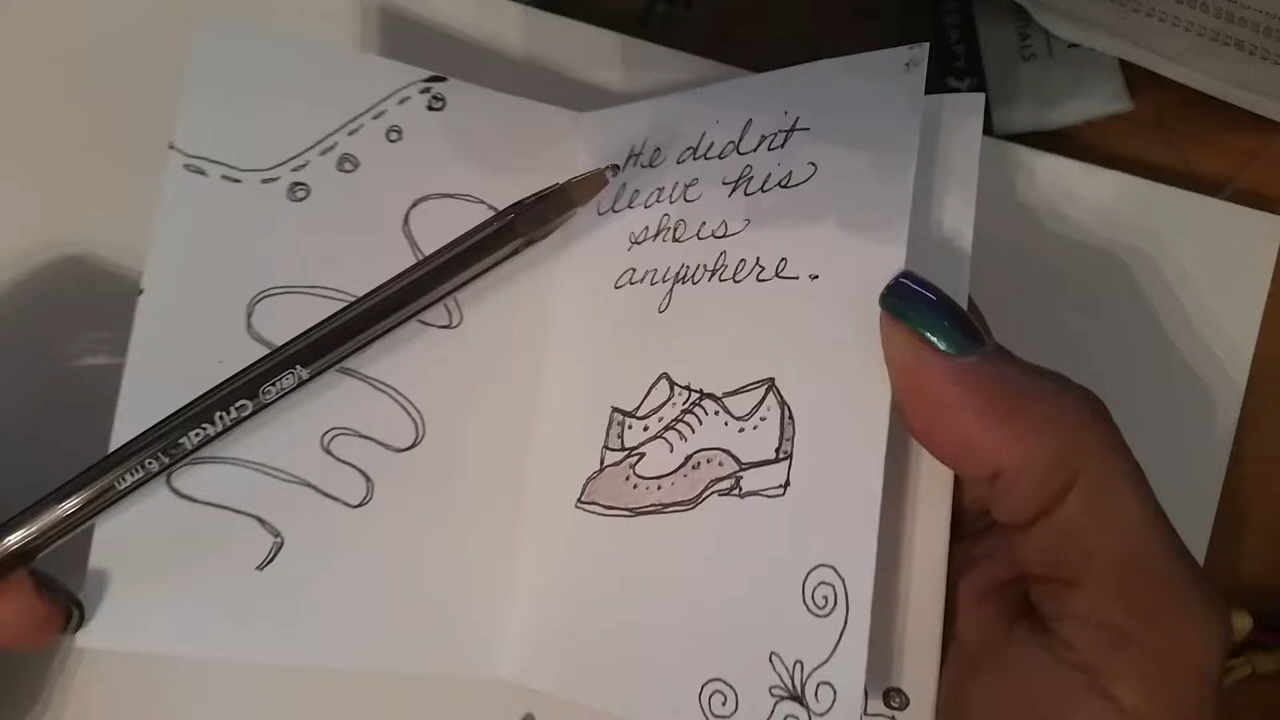 He didn't
leave his
shoes
anywhere.
BIC Cristal 1.6mm